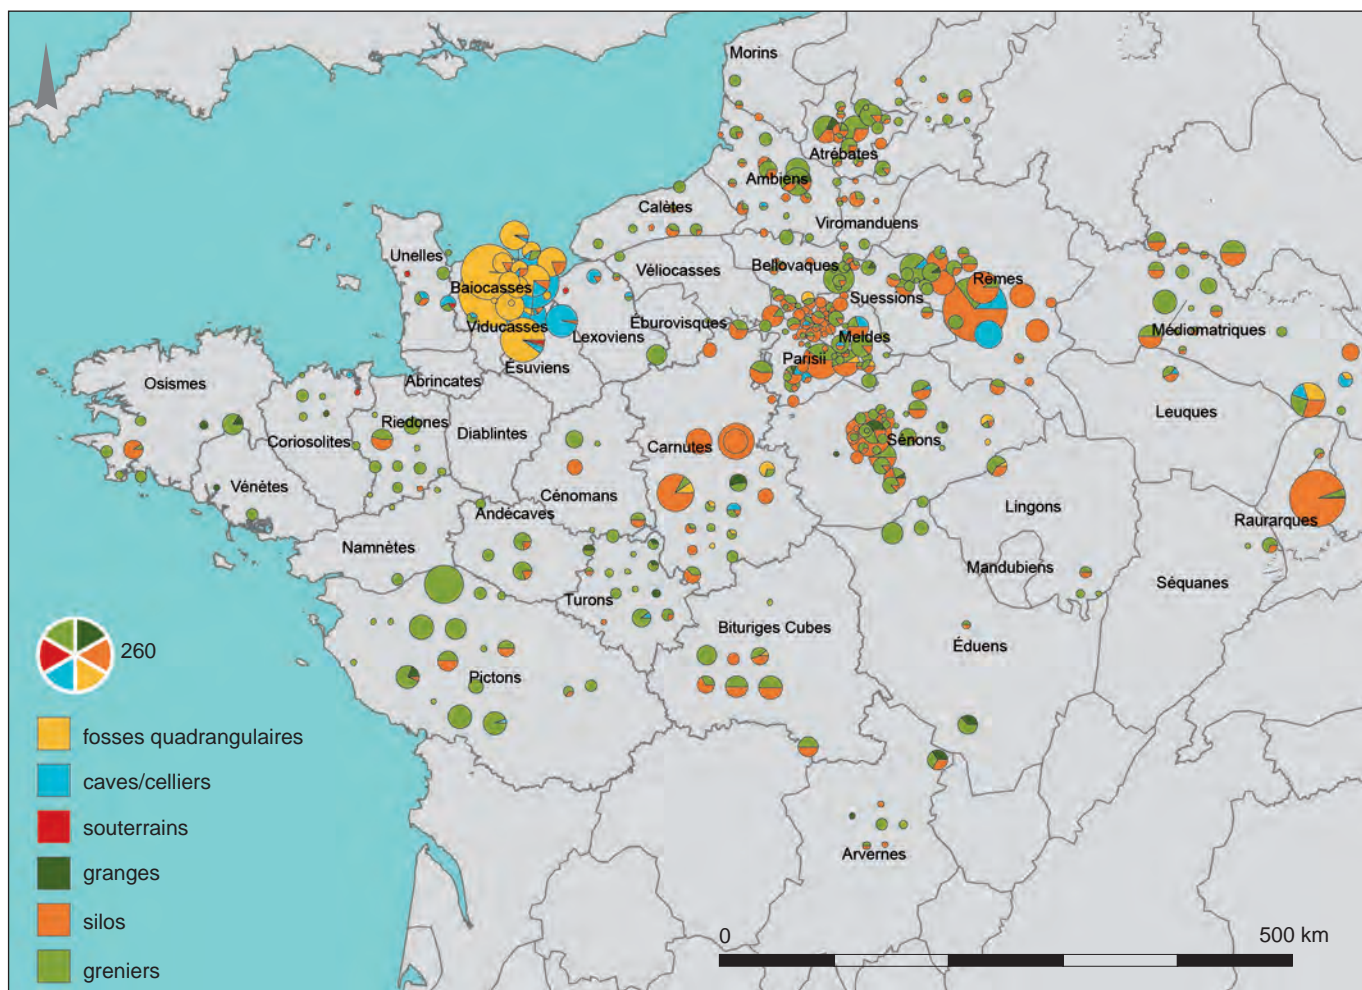 Morins
Atrébates
Ambiens
Calètes
Viromanduens
Unelles
Véliocasses
Bellovaques
Rèmes
Baiocasses
Suessions
Viducasses
Lexoviens
Éburovisques
Meldes
Médiomatriques
Parisii
Ésuviens
Osismes
Abrincates
Leuques
Riedones
Diablintes
Coriosolites
Carnutes
Sénons
Vénètes
Cénomans
Lingons
Andécaves
Raurarques
Namnètes
Mandubiens
Séquanes
Turons
Bituriges Cubes
260
Éduens
Pictons
fosses quadrangulaires
caves/celliers
souterrains
Arvernes
granges
silos
0 500 km
greniers